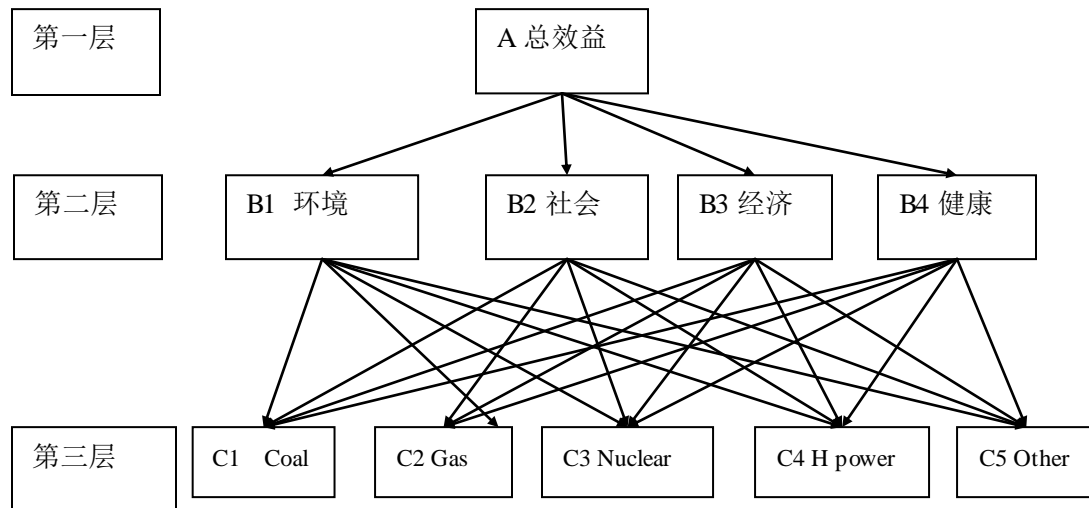 第一层
A 总效益
第二层
B1 环境
B2 社会
B3 经济
B4 健康
第三层
C1 Coal
C2 Gas
C3 Nuclear
C4 H power
C5 Other